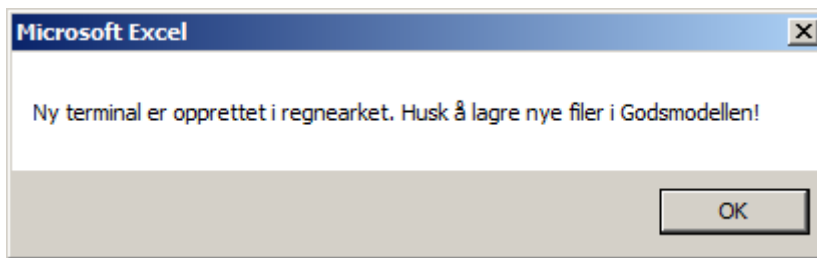 Microsoft Excel
Ny terminal er opprettet i regnearket. Husk å lagre nye filer i Godsmodellen!
OK